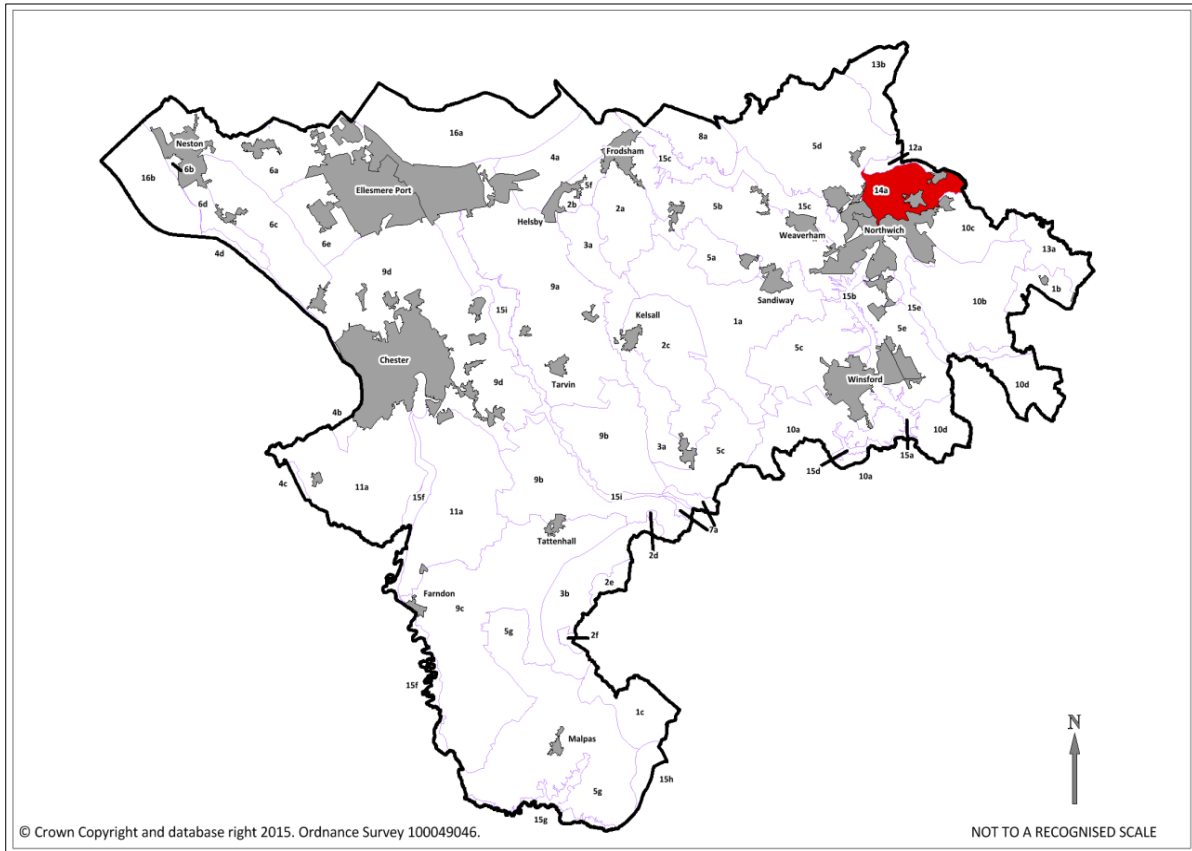 13b
16a
8a
Neston
4a
Frodsham
5d
12a
15c
6b
6a
16b
Ellesmere Port
5f
14a
2b
6d
2a
5b
15c
Helsby
Weaverham
Northwich
6c
10c
4d
6e
3a
13a
5a
9d
9a
Sandiway
1b
15b
10b
15i
15e
Kelsall
1a
5e
2c
5c
Chester
Winsford
9d
Tarvin
10d
4b
9b
3a
10a
10d
5c
15a
15d
10a
4c
11a
9b
15f
15i
11a
7a
Tattenhall
2d
2e
Farndon
3b
9c
5g
2f
15f
1c
N
Malpas
15h
5g
15g
© Crown Copyright and database right 2015. Ordnance Survey 100049046.
NOT TO A RECOGNISED SCALE